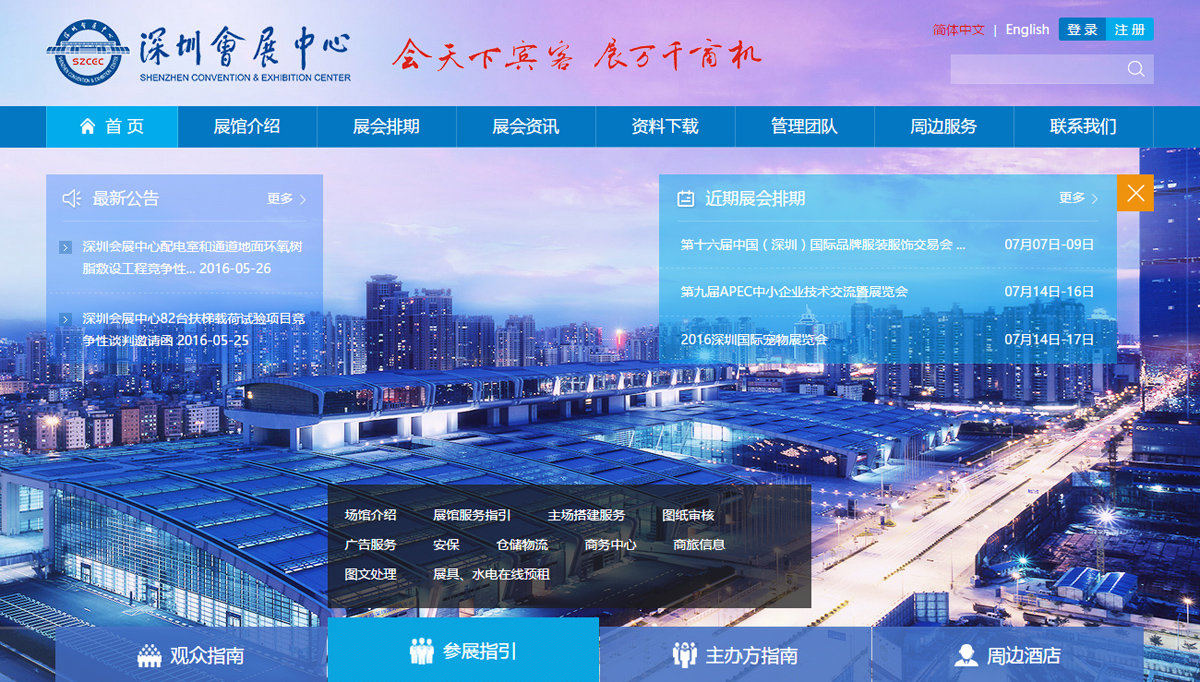 深圳會展中心
SZCEC
SHENZHEN CONVENTION & EXHIBITION CENTER
会天下宾客 展万千商机
简体中文 | English 登录 注册
首页 展馆介绍 展会排期 展会资讯 资料下载 管理团队 周边服务 联系我们
最新公告 更多
深圳会展中心配电室和通道地面环氧树
脂敷设工程竞争性... 2016-05-26
深圳会展中心82台扶梯载荷试验项目竞
争性谈判邀请函 2016-05-25
近期展会排期 更多
第十六届中国（深圳）国际品牌服装服饰交易会 ... 07月07日-09日
第九届APEC中小企业技术交流暨展览会 07月14日-16日
2016深圳国际宠物展览会 07月14日-17日
场馆介绍 展馆服务指引 主场搭建服务 图纸审核
广告服务 安保 仓储物流 商务中心 商旅信息
图文处理 展具、水电在线预租
观众指南 参展指引 主办方指南 周边酒店